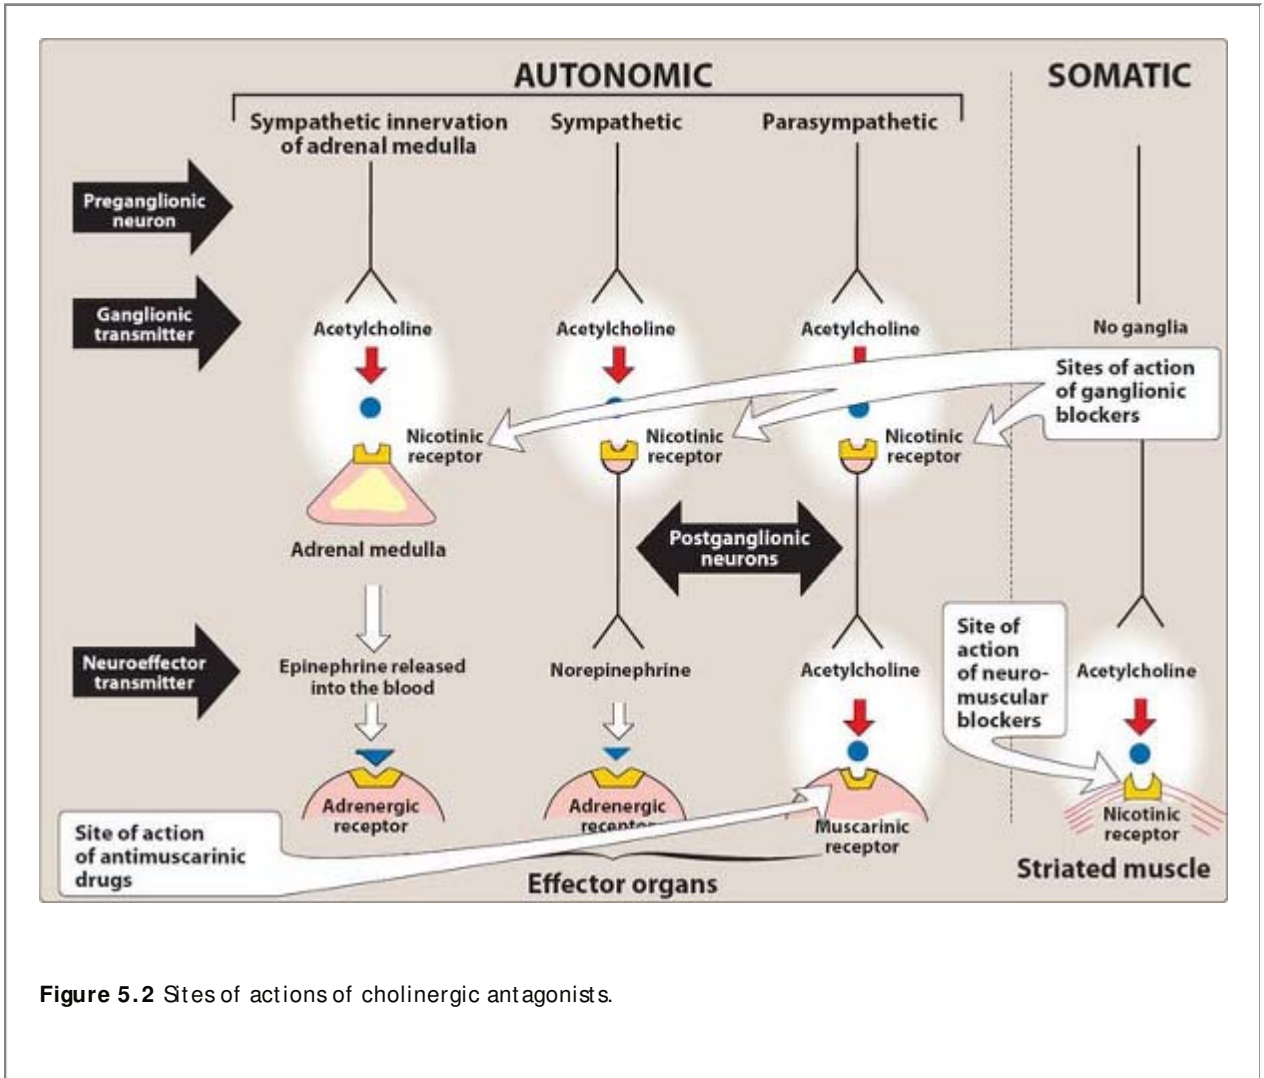 AUTONOMIC
SOMATIC
Sympathetic innervation
of adrenal medulla
Sympathetic
Parasympathetic
Preganglionic
neuron
Ganglionic
transmitter
Acetylcholine
Acetylcholine
Acetylcholine
No ganglia
Sites of action
of ganglionic
blockers
Nicotinic
receptor
Nicotinic
receptor
Nicotinic
receptor
Adrenal medulla
Postganglionic
neurons
Neuroeffector
transmitter
Epinephrine released
into the blood
Norepinephrine
Acetylcholine
Site of
action
of neuro-
muscular
blockers
Acetylcholine
Adrenergic
receptor
Adrenergic
receptor
Muscarinic
receptor
Nicotinic
receptor
Site of action
of antimuscarinic
drugs
Effector organs
Striated muscle
Figure 5.2 Sites of actions of cholinergic antagonists.